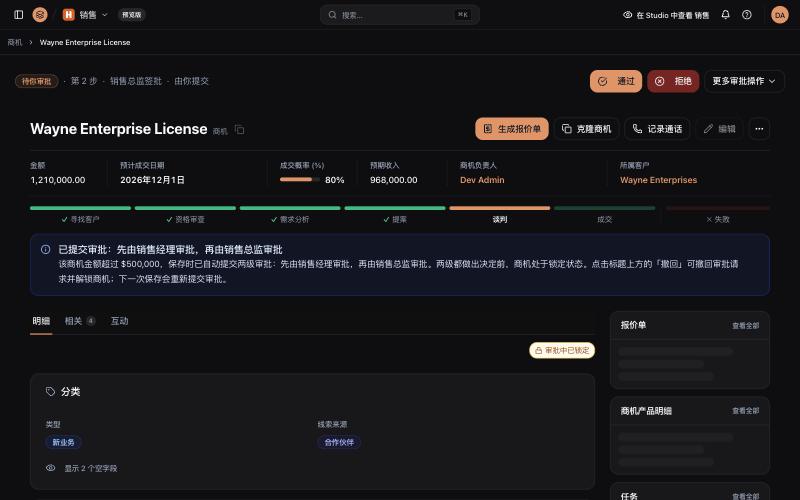 销售
预览版
搜索...
⌘K
在 Studio 中查看 销售
DA
商机 > Wayne Enterprise License
待你审批 · 第 2 步 · 销售总监签批 · 由你提交
通过
拒绝
更多审批操作
Wayne Enterprise License 商机
生成报价单
克隆商机
记录通话
编辑
金额
预计成交日期
成交概率 (%)
预期收入
商机负责人
所属客户
1,210,000.00
2026年12月1日
80%
968,000.00
Dev Admin
Wayne Enterprises
寻找客户
资格审查
需求分析
提案
谈判
成交
失败
已提交审批：先由销售经理审批，再由销售总监审批
该商机金额超过 $500,000，保存时已自动提交两级审批：先由销售经理审批，再由销售总监审批。两级都做出决定前，商机处于锁定状态。点击标题上方的「撤回」可撤回审批请
求并解锁商机；下一次保存会重新提交审批。
明细
相关 4
互动
审批中已锁定
分类
类型
线索来源
新业务
合作伙伴
显示 2 个空字段
报价单
查看全部
商机产品明细
查看全部
任务
查看全部